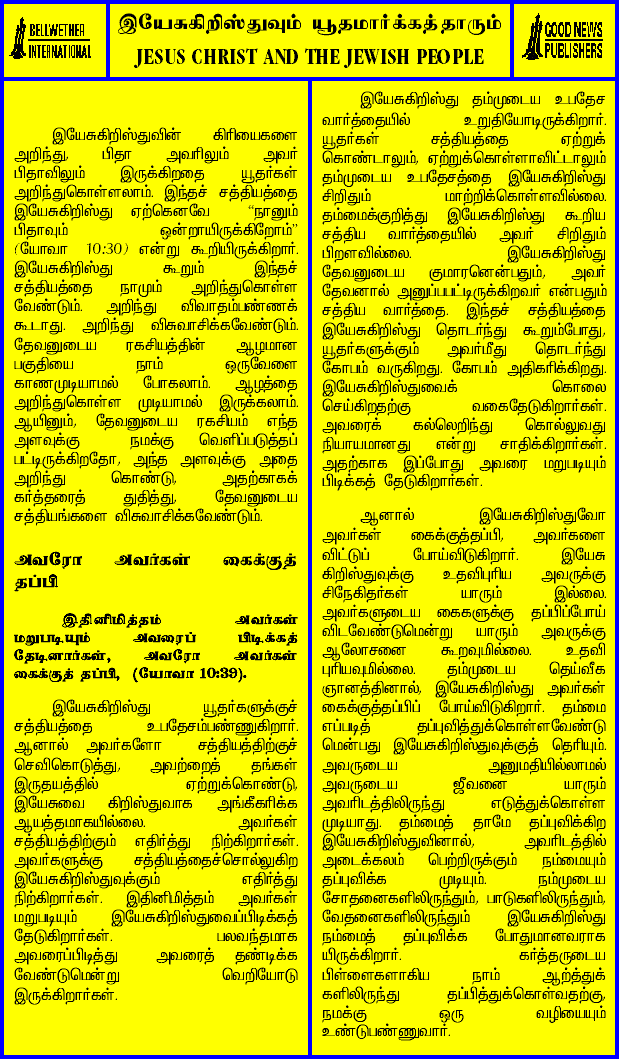 BELLWETHER
INTERNATIONAL
இயேசுகிறிஸ்துவும் யூதமார்க்கத்தாரும்
JESUS CHRIST AND THE JEWISH PEOPLE
GOOD NEWS
PUBLISHERS
இயேசுகிறிஸ்துவின் கிரியைகளை
அறிந்து, பிதா அவரிலும் அவர்
பிதாவிலும் இருக்கிறதை யூதர்கள்
அறிந்துகொள்ளலாம். இந்தச் சத்தியத்தை
இயேசுகிறிஸ்து ஏற்கெனவே “நானும்
பிதாவும் ஒன்றாயிருக்கிறோம்”
(யோவா 10:30) என்று கூறியிருக்கிறார்.
இயேசுகிறிஸ்து கூறும் இந்தச்
சத்தியத்தை நாமும் அறிந்துகொள்ள
வேண்டும். அறிந்து விவாதம்பண்ணக்
கூடாது. அறிந்து விசுவாசிக்கவேண்டும்.
தேவனுடைய ரகசியத்தின் ஆழமான
பகுதியை நாம் ஒருவேளை
காணமுடியாமல் போகலாம். ஆழத்தை
அறிந்துகொள்ள முடியாமல் இருக்கலாம்.
ஆயினும், தேவனுடைய ரகசியம் எந்த
அளவுக்கு நமக்கு வெளிப்படுத்தப்
பட்டிருக்கிறதோ, அந்த அளவுக்கு அதை
அறிந்து கொண்டு, அதற்காகக்
கர்த்தரைத் துதித்து, தேவனுடைய
சத்தியங்களை விசுவாசிக்கவேண்டும்.
அவரோ அவர்கள் கைக்குத்
தப்பி
இதினிமித்தம் அவர்கள்
மறுபடியும் அவரைப் பிடிக்கத்
தேடினார்கள், அவரோ அவர்கள்
கைக்குத் தப்பி, (யோவா 10:39).
இயேசுகிறிஸ்து யூதர்களுக்குச்
சத்தியத்தை உபதேசம்பண்ணுகிறார்.
ஆனால் அவர்களோ சத்தியத்திற்குச்
செவிகொடுத்து, அவற்றைத் தங்கள்
இருதயத்தில் ஏற்றுக்கொண்டு,
இயேசுவை கிறிஸ்துவாக அங்கீகரிக்க
ஆயத்தமாகயில்லை. அவர்கள்
சத்தியத்திற்கும் எதிர்த்து நிற்கிறார்கள்.
அவர்களுக்கு சத்தியத்தைச்சொல்லுகிற
இயேசுகிறிஸ்துவுக்கும் எதிர்த்து
நிற்கிறார்கள். இதினிமித்தம் அவர்கள்
மறுபடியும் இயேசுகிறிஸ்துவைப்பிடிக்கத்
தேடுகிறார்கள். பலவந்தமாக
அவரைப்பிடித்து அவரைத் தண்டிக்க
வேண்டுமென்று வெறியோடு
இருக்கிறார்கள்.
இயேசுகிறிஸ்து தம்முடைய உபதேச
வார்த்தையில் உறுதியோடிருக்கிறார்.
யூதர்கள் சத்தியத்தை ஏற்றுக்
கொண்டாலும், ஏற்றுக்கொள்ளாவிட்டாலும்
தம்முடைய உபதேசத்தை இயேசுகிறிஸ்து
சிறிதும் மாற்றிக்கொள்ளவில்லை.
தம்மைக்குறித்து இயேசுகிறிஸ்து கூறிய
சத்திய வார்த்தையில் அவர் சிறிதும்
பிறளவில்லை. இயேசுகிறிஸ்து
தேவனுடைய குமாரனென்பதும், அவர்
தேவனால் அனுப்பபட்டிருக்கிறவர் என்பதும்
சத்திய வார்த்தை. இந்தச் சத்தியத்தை
இயேசுகிறிஸ்து தொடர்ந்து கூறும்போது,
யூதர்களுக்கும் அவர்மீது தொடர்ந்து
கோபம் வருகிறது. கோபம் அதிகரிக்கிறது.
இயேசுகிறிஸ்துவைக் கொலை
செய்கிறதற்கு வகைதேடுகிறார்கள்.
அவரைக் கல்லெறிந்து கொல்லுவது
நியாயமானது என்று சாதிக்கிறார்கள்.
அதற்காக இப்போது அவரை மறுபடியும்
பிடிக்கத் தேடுகிறார்கள்.
ஆனால் இயேசுகிறிஸ்துவோ
அவர்கள் கைக்குத்தப்பி, அவர்களை
விட்டுப் போய்விடுகிறார். இயேசு
கிறிஸ்துவுக்கு உதவிபுரிய அவருக்கு
சிநேகிதர்கள் யாரும் இல்லை.
அவர்களுடைய கைகளுக்கு தப்பிப்போய்
விடவேண்டுமென்று யாரும் அவருக்கு
ஆலோசனை கூறவுமில்லை. உதவி
புரியவுமில்லை. தம்முடைய தெய்வீக
ஞானத்தினால், இயேசுகிறிஸ்து அவர்கள்
கைக்குத்தப்பிப் போய்விடுகிறார். தம்மை
எப்படித் தப்புவித்துக்கொள்ளவேண்டு
மென்பது இயேசுகிறிஸ்துவுக்குத் தெரியும்.
அவருடைய அனுமதியில்லாமல்
அவருடைய ஜீவனை யாரும்
அவரிடத்திலிருந்து எடுத்துக்கொள்ள
முடியாது. தம்மைத் தாமே தப்புவிக்கிற
இயேசுகிறிஸ்துவினால், அவரிடத்தில்
அடைக்கலம் பெற்றிருக்கும் நம்மையும்
தப்புவிக்க முடியும். நம்முடைய
சோதனைகளிலிருந்தும், பாடுகளிலிருந்தும்,
வேதனைகளிலிருந்தும் இயேசுகிறிஸ்து
நம்மைத் தப்புவிக்க போதுமானவராக
யிருக்கிறார். கர்த்தருடைய
பிள்ளைகளாகிய நாம் ஆற்த்துக்
களிலிருந்து தப்பித்துக்கொள்வதற்கு,
நமக்கு ஒரு வழியையும்
உண்டுபண்ணுவார்.